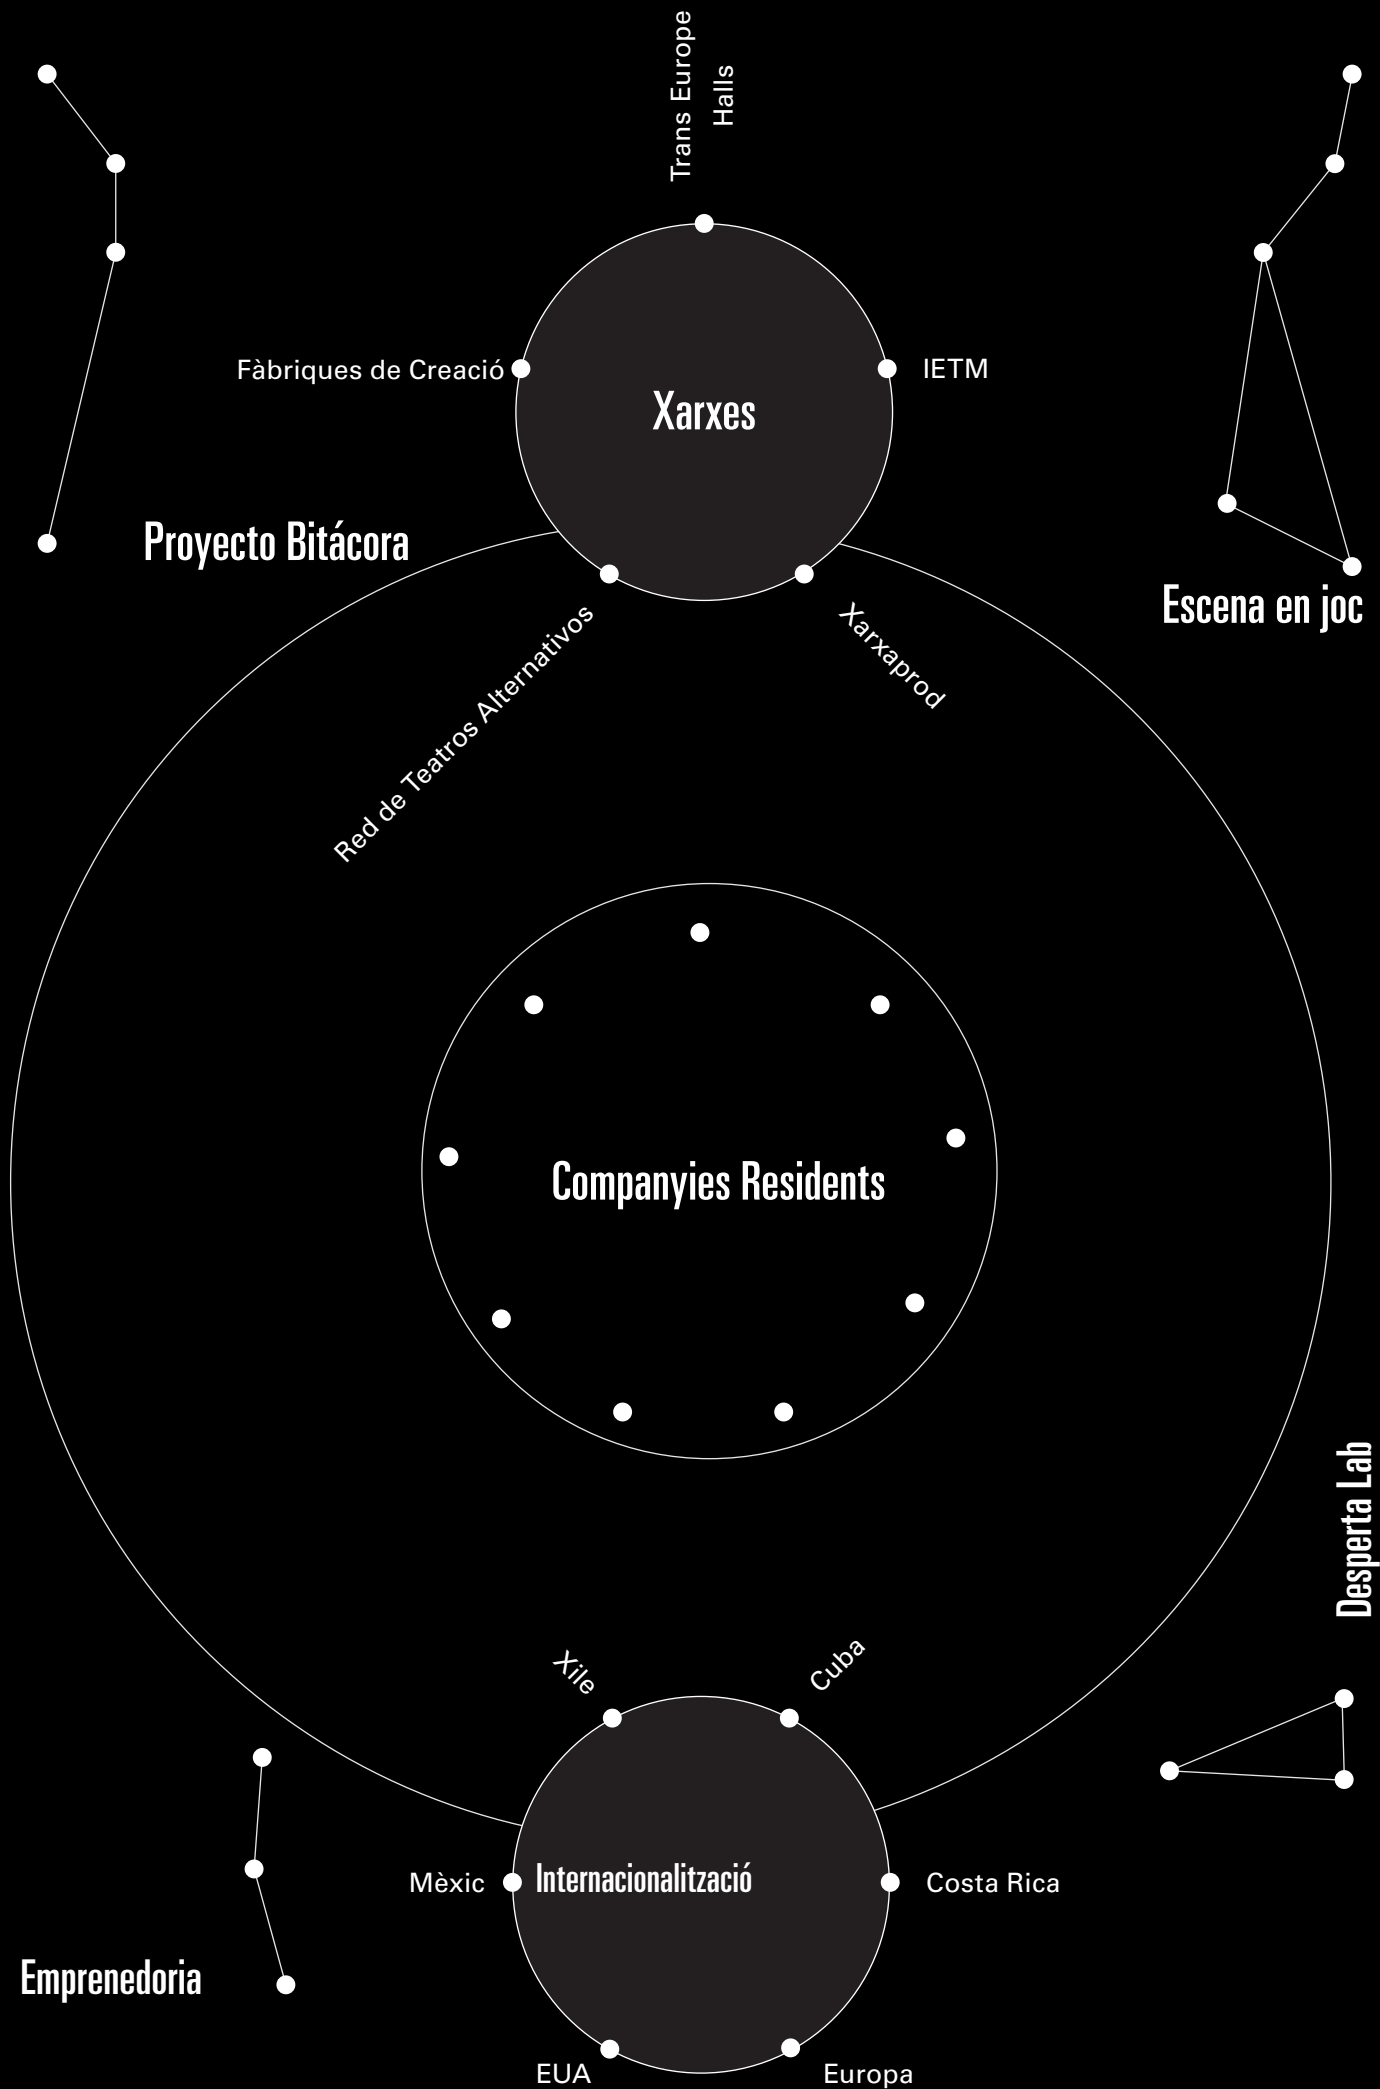 Trans Europe
Halls
Fàbriques de Creació
IETM
Xarxes
Proyecto Bitácora
Escena en joc
Red de Teatros Alternativos
Xarxaprod
Companyies Residents
Desperta Lab
Xile
Cuba
Mèxic
Internacionalització
Costa Rica
Emprenedoria
EUA
Europa